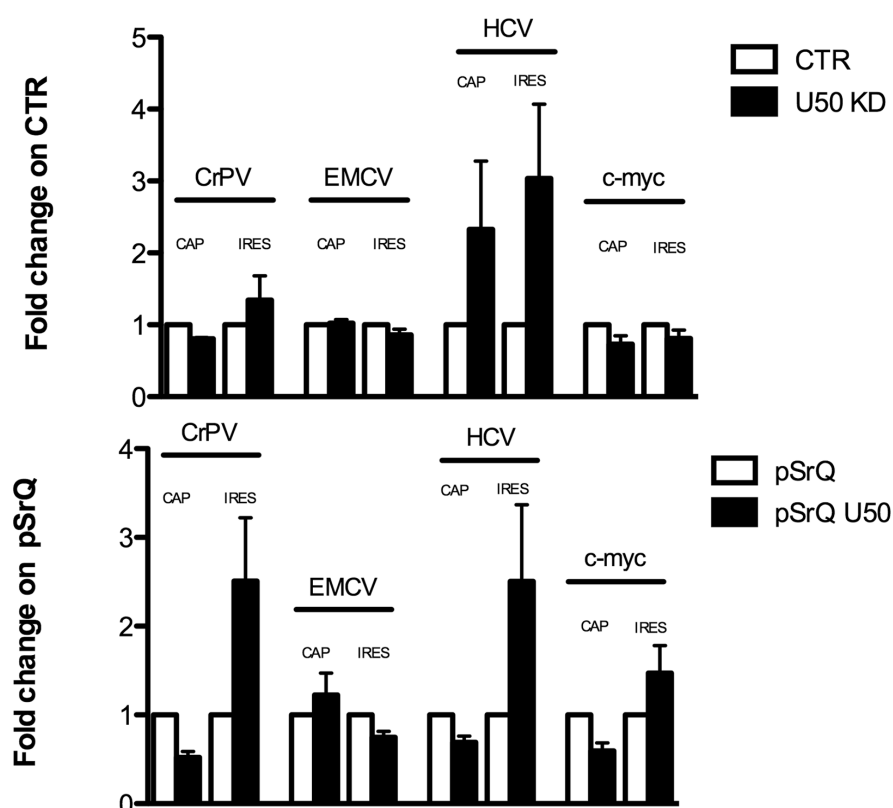 HCV
5
CTR
CAP
IRES
U50 KD
4
CrPV
EMCV
c-myc
3
CAP
IRES
CAP
IRES
CAP
IRES
2
1
0
Fold change on CTR
CrPV
HCV
4
pSrQ
CAP
IRES
CAP
IRES
pSrQ U50
3
EMCV
c-myc
2
CAP
IRES
CAP
IRES
1
0
Fold change on pSrQ